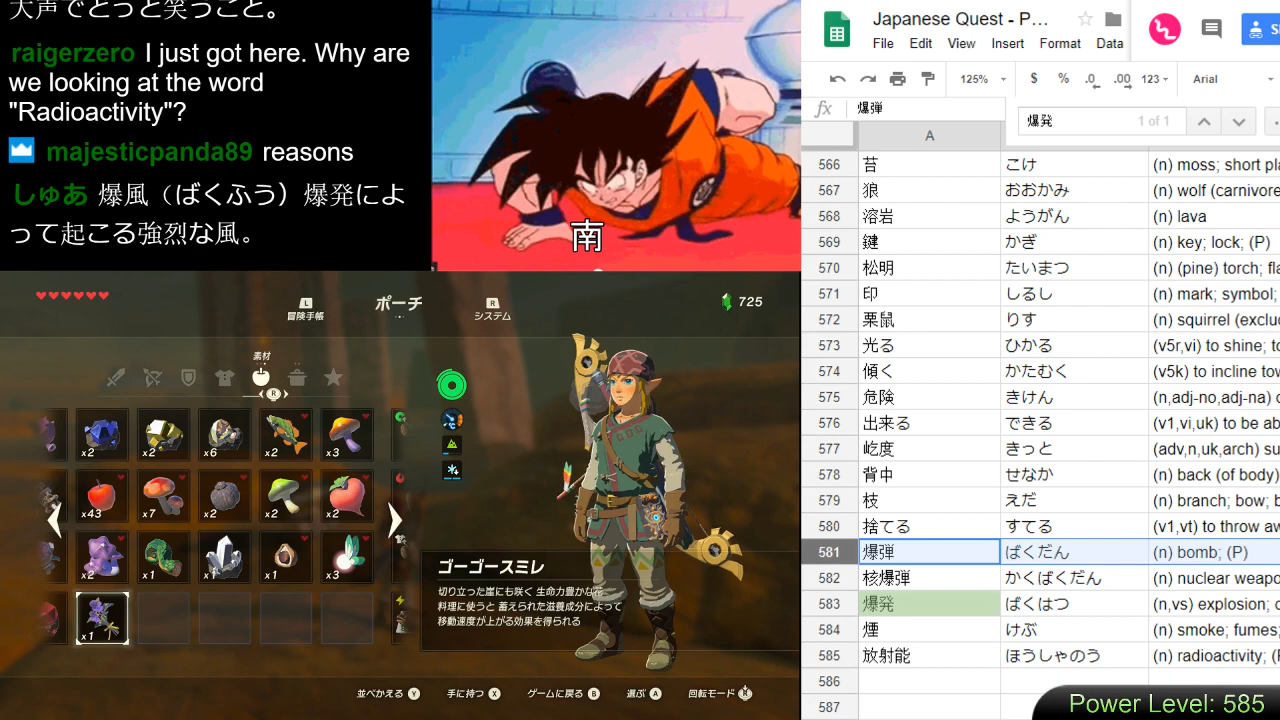 大声でどっと笑うこと。
raigerzero I just got here. Why are
we looking at the word
"Radioactivity"?
majesticpanda89 reasons
しゅあ 爆風（ばくふう）爆発によ
って起こる強烈な風。
南
725
L
冒険手帳
ポーチ
R
システム
素材
R
x2
x2
x6
x2
x3
x43
x7
x2
x2
x2
x2
x1
x1
x1
x3
x1
ゴーゴースミレ
切り立った崖にも咲く 生命力豊かな花
料理に使うと 蓄えられた滋養成分によって
移動速度が上がる効果を得られる
並べかえる Y 手に持つ X ゲームに戻る B 選ぶ A 回転モード R
Japanese Quest - P…
File Edit View Insert Format Data
125% $ % .0 .00 123 Arial
fx 爆弾
爆発 1 of 1
A
566 苔 こけ (n) moss; short pl
567 狼 おおかみ (n) wolf (carnivore
568 溶岩 ようがん (n) lava
569 鍵 かぎ (n) key; lock; (P)
570 松明 たいまつ (n) (pine) torch; fla
571 印 しるし (n) mark; symbol;
572 栗鼠 りす (n) squirrel (exclu
573 光る ひかる (v5r,vi) to shine; to
574 傾く かたむく (v5k) to incline tow
575 危険 きけん (n,adj-no,adj-na)
576 出来る できる (v1,vi,uk) to be ab
577 屹度 きっと (adv,n,uk,arch) su
578 背中 せなか (n) back (of body)
579 枝 えだ (n) branch; bow; b
580 捨てる すてる (v1,vt) to throw aw
581 爆弾 ばくだん (n) bomb; (P)
582 核爆弾 かくばくだん (n) nuclear weapo
583 爆発 ばくはつ (n,vs) explosion;
584 煙 けぶ (n) smoke; fumes;
585 放射能 ほうしゃのう (n) radioactivity;
586
587
Power Level: 585